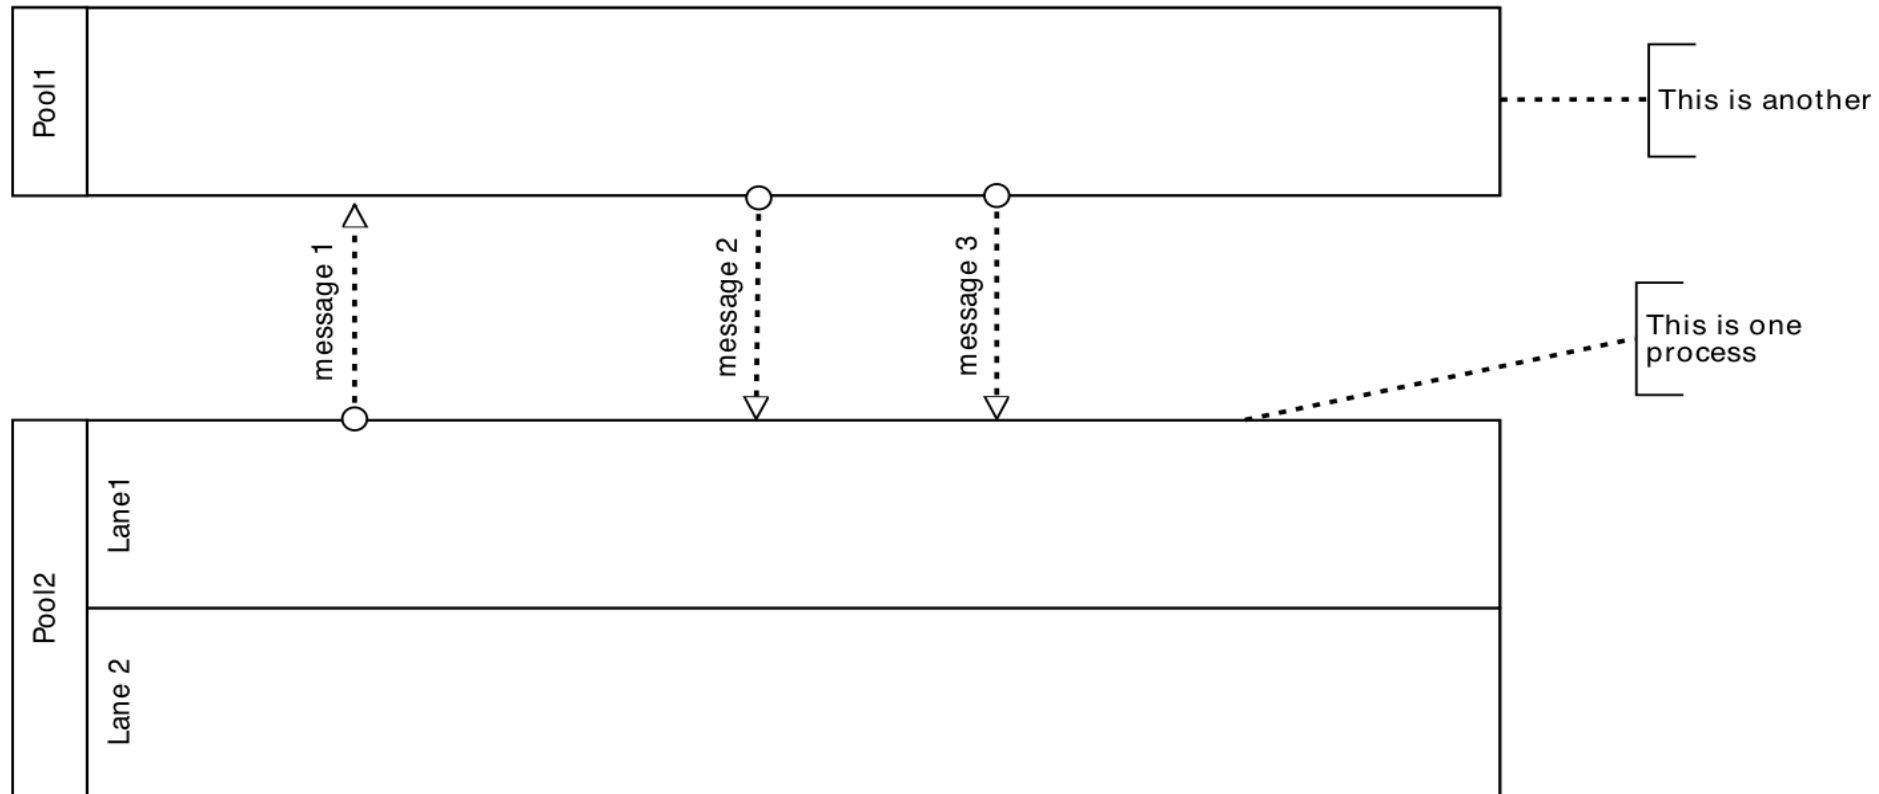 Pool1
This is another
message 1
message 2
message 3
This is one
process
Pool2
Lane1
Lane 2